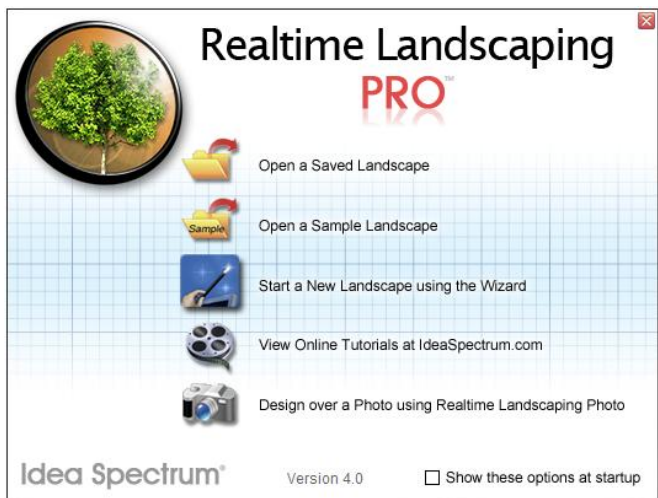 Realtime Landscaping
PRO™
Open a Saved Landscape
Sample
Open a Sample Landscape
Start a New Landscape using the Wizard
View Online Tutorials at IdeaSpectrum.com
Design over a Photo using Realtime Landscaping Photo
Idea Spectrum®
Version 4.0
Show these options at startup